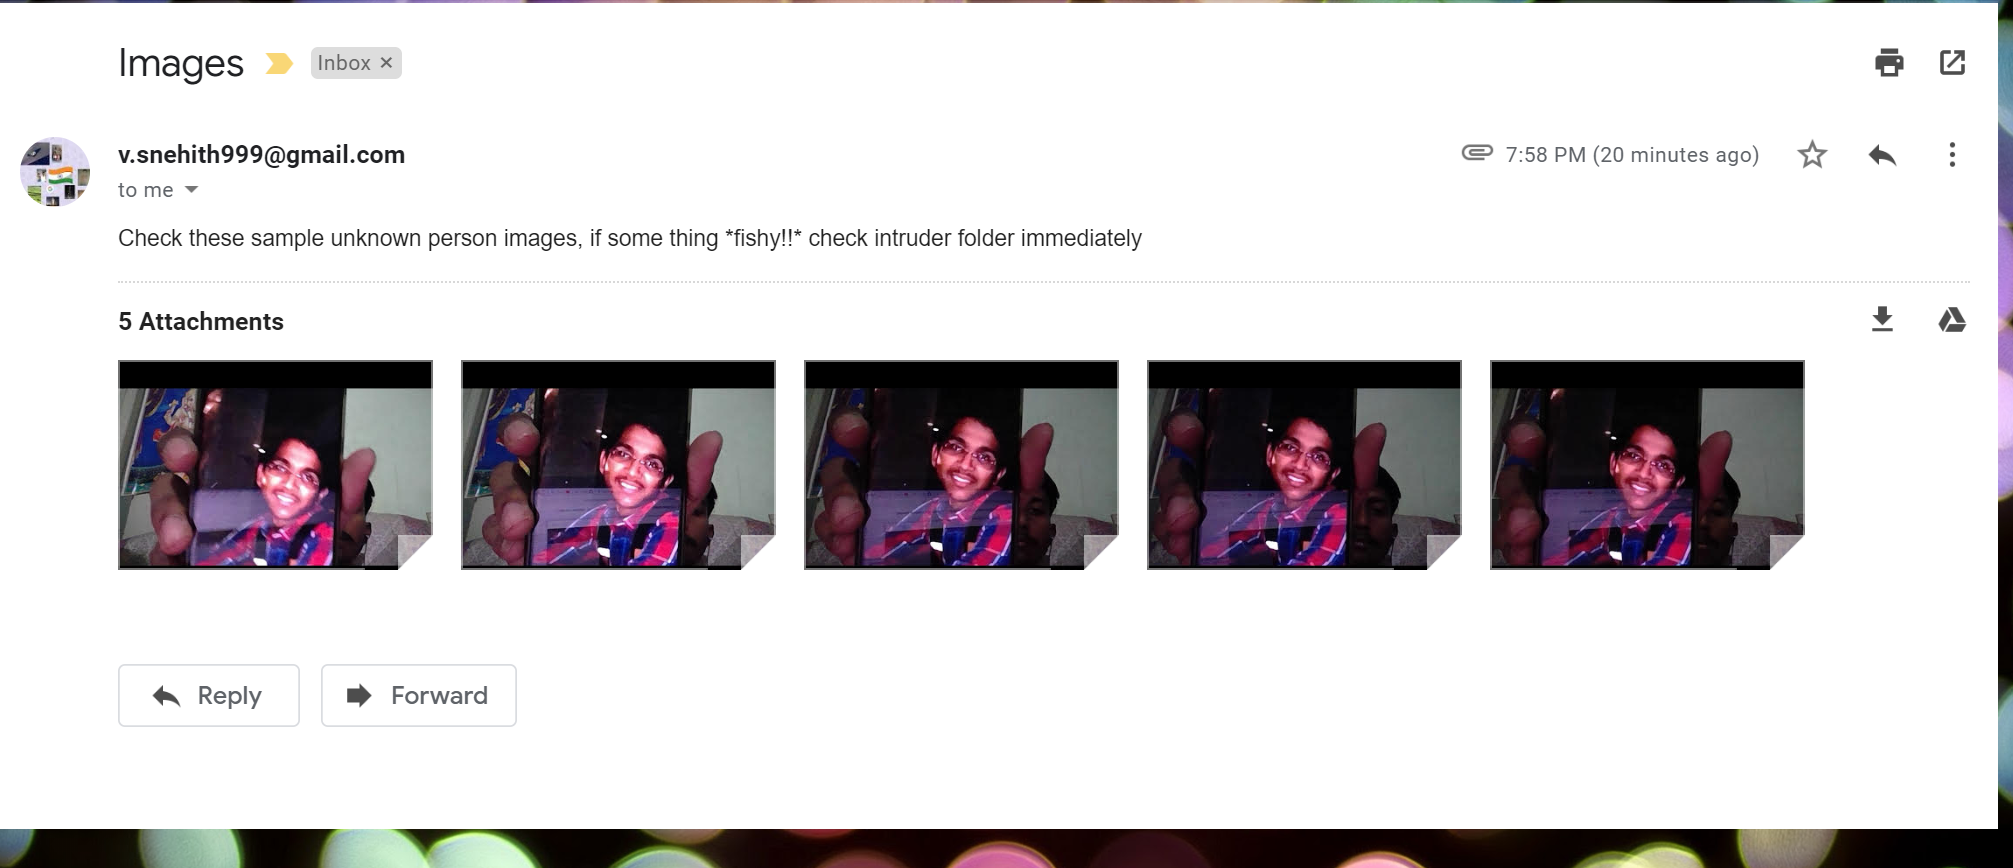 Images
Inbox ×
v.snehith999@gmail.com
7:58 PM (20 minutes ago)
to me
Check these sample unknown person images, if some thing *fishy!!* check intruder folder immediately
5 Attachments
Reply
Forward